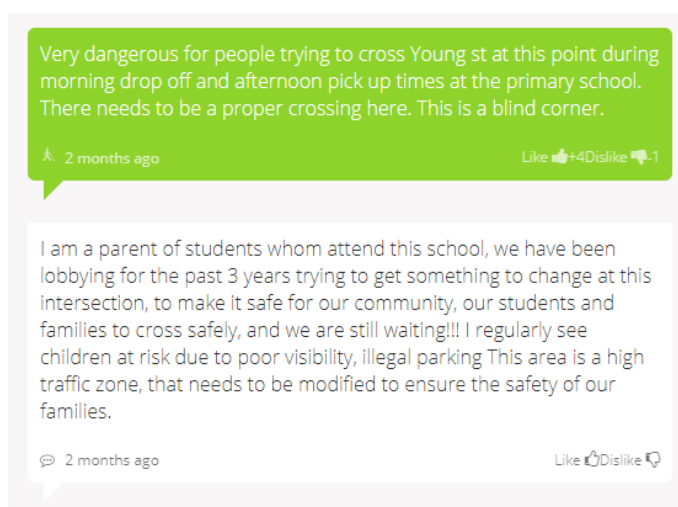 Very dangerous for people trying to cross Young st at this point during
morning drop off and afternoon pick up times at the primary school.
There needs to be a proper crossing here. This is a blind corner.
2 months ago
Like +4Dislike -1
I am a parent of students whom attend this school, we have been
lobbying for the past 3 years trying to get something to change at this
intersection, to make it safe for our community, our students and
families to cross safely, and we are still waiting!!! I regularly see
children at risk due to poor visibility, illegal parking This area is a high
traffic zone, that needs to be modified to ensure the safety of our
families.
2 months ago
Like Dislike